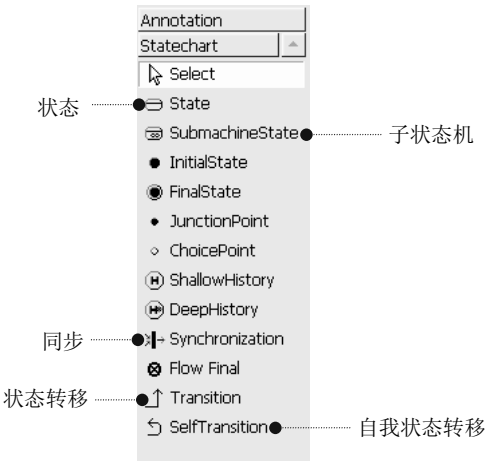 Annotation
Statechart
Select
状态 State
SubmachineState 子状态机
InitialState
FinalState
JunctionPoint
ChoicePoint
H ShallowHistory
H* DeepHistory
同步 Synchronization
Flow Final
状态转移 Transition
SelfTransition 自我状态转移